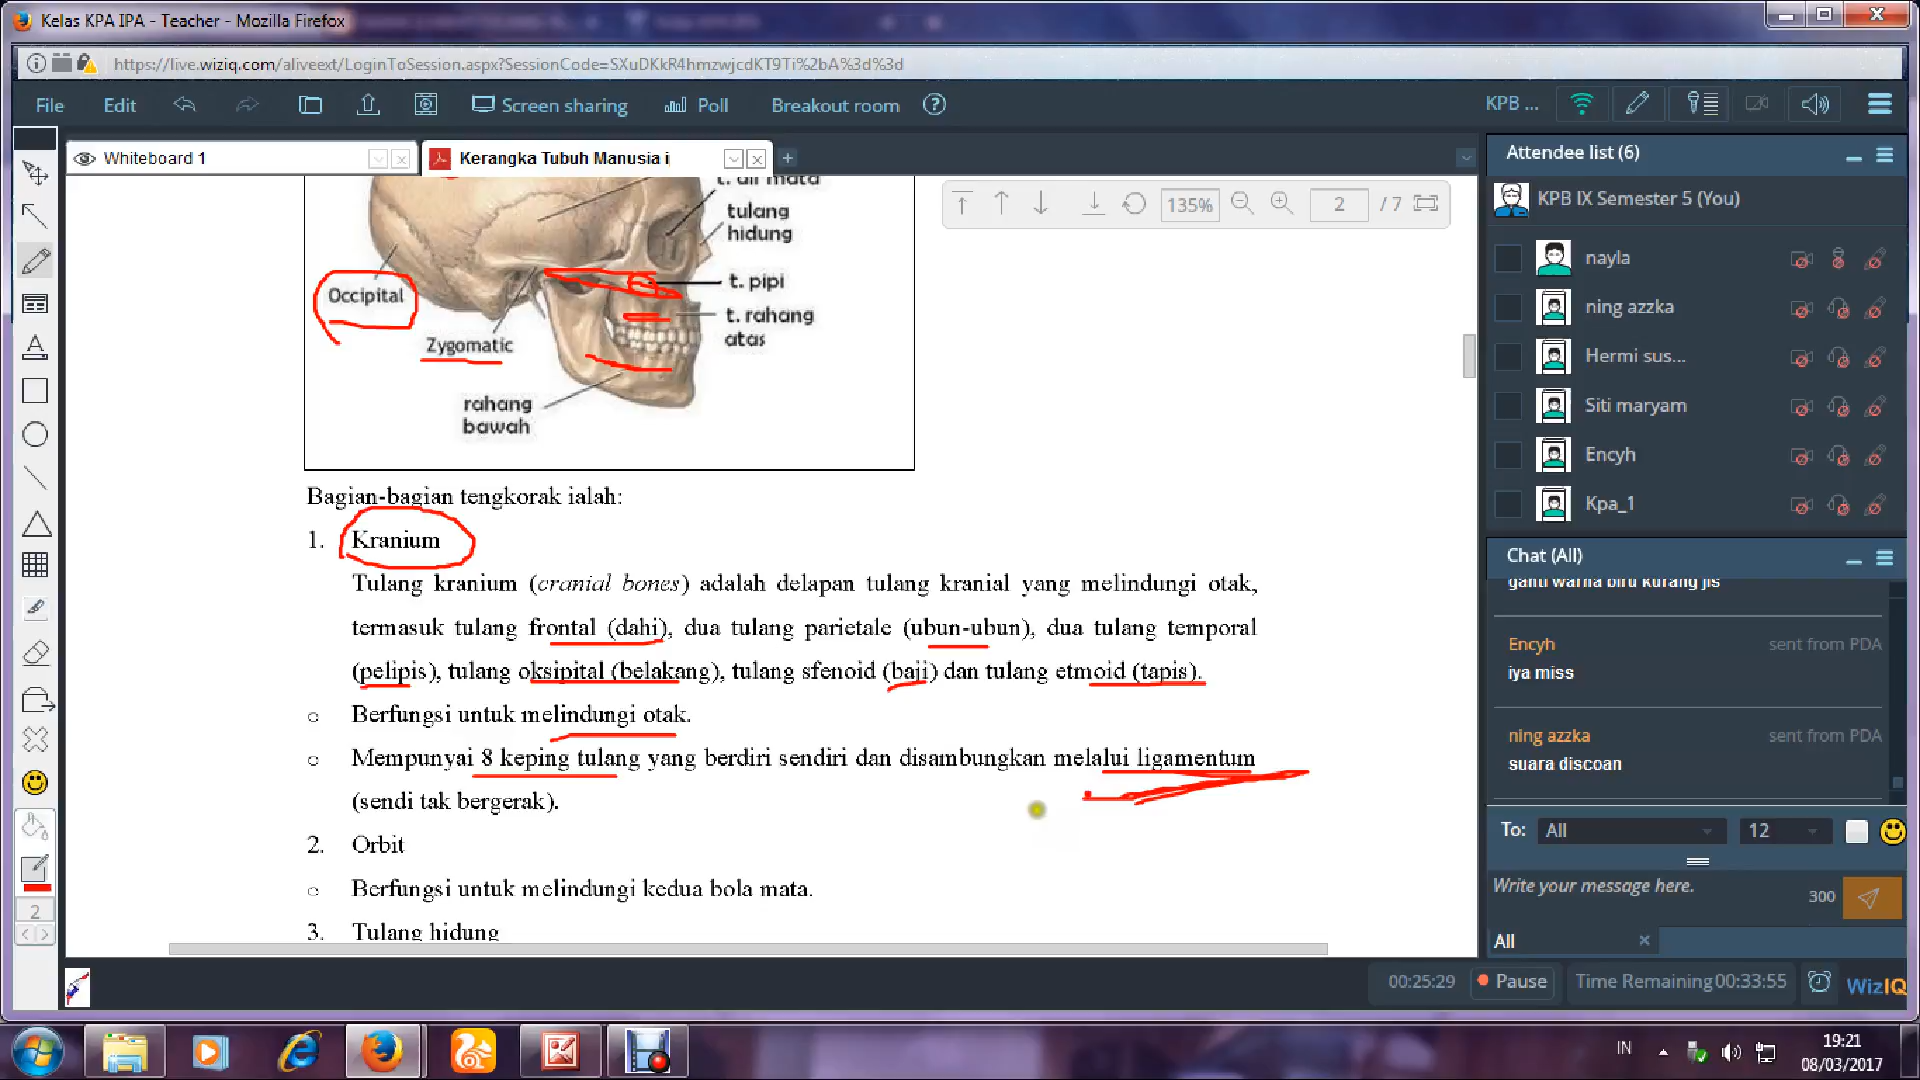 Kelas KPA IPA - Teacher - Mozilla Firefox
https://live.wiziq.com/aliveext/LoginToSession.aspx?SessionCode=SXuDKkR4hmzwjcdKT9Ti%2bA%3d%3d
File Edit Screen sharing Poll Breakout room KPB ...
Whiteboard 1
Kerangka Tubuh Manusia i
135% 2 / 7
t. air mata
tulang
hidung
t. pipi
Occipital
t. rahang
atas
Zygomatic
rahang
bawah
Bagian-bagian tengkorak ialah:
1. Kranium
Tulang kranium (cranial bones) adalah delapan tulang kranial yang melindungi otak,
termasuk tulang frontal (dahi), dua tulang parietale (ubun-ubun), dua tulang temporal
(pelipis), tulang oksipital (belakang), tulang sfenoid (baji) dan tulang etmoid (tapis).
o Berfungsi untuk melindungi otak.
o Mempunyai 8 keping tulang yang berdiri sendiri dan disambungkan melalui ligamentum
(sendi tak bergerak).
2. Orbit
o Berfungsi untuk melindungi kedua bola mata.
3. Tulang hidung
2
Attendee list (6)
KPB IX Semester 5 (You)
nayla
ning azzka
Hermi sus...
Siti maryam
Encyh
Kpa_1
Chat (All)
ganti warna biru kurang jls
Encyh sent from PDA
iya miss
ning azzka sent from PDA
suara discoan
To: All 12
Write your message here.
300
All
00:25:29 Pause Time Remaining 00:33:55 WizIQ
IN
19:21
08/03/2017